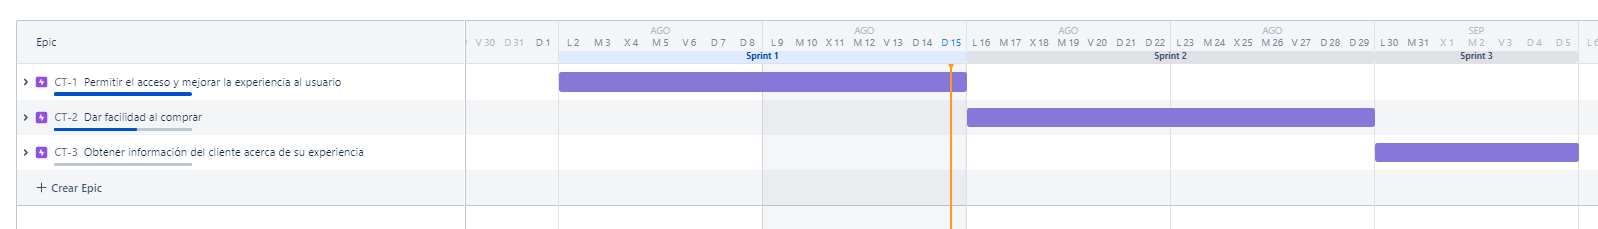 AGO AGO AGO AGO SEP
Epic V 30 D 31 D 1 L 2 M 3 X 4 M 5 V 6 D 7 D 8 L 9 M 10 X 11 M 12 V 13 D 14 D 15 L 16 M 17 X 18 M 19 V 20 D 21 D 22 L 23 M 24 X 25 M 26 V 27 D 28 D 29 L 30 M 31 X 1 M 2 V 3 D 4 D 5
Sprint 1 Sprint 2 Sprint 3
CT-1 Permitir el acceso y mejorar la experiencia al usuario
CT-2 Dar facilidad al comprar
CT-3 Obtener información del cliente acerca de su experiencia
+ Crear Epic